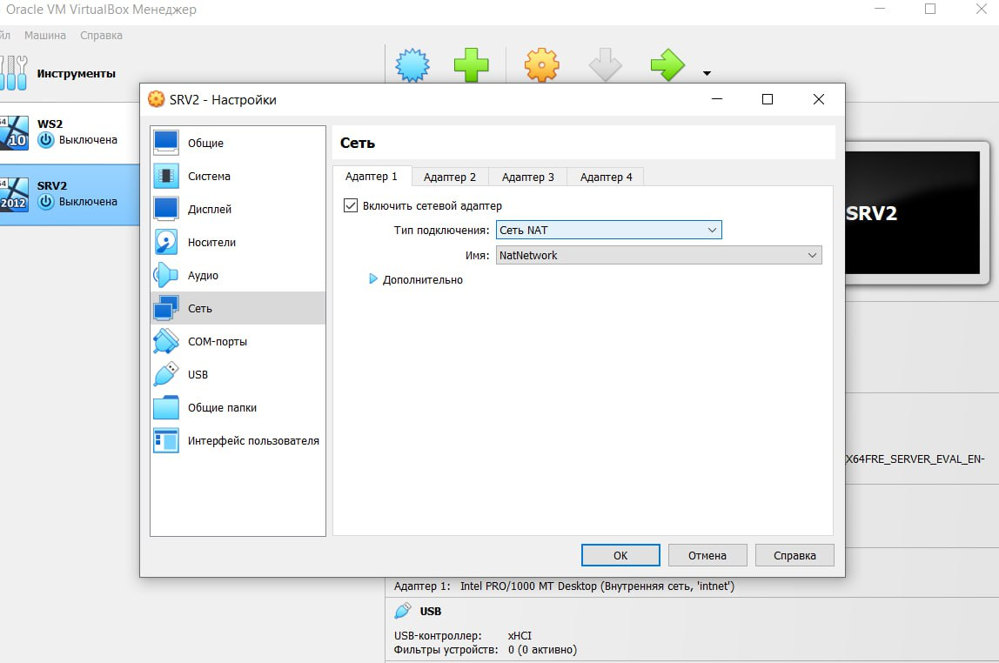 Oracle VM VirtualBox Менеджер
йл Машина Справка
Инструменты
SRV2 - Настройки
64
10
WS2
Выключена
64
2012
SRV2
Выключена
Общие
Система
Дисплей
Носители
Аудио
Сеть
COM-порты
USB
Общие папки
Интерфейс пользователя
Сеть
Адаптер 1 Адаптер 2 Адаптер 3 Адаптер 4
Включить сетевой адаптер
Тип подключения: Сеть NAT
Имя: NatNetwork
Дополнительно
OK Отмена Справка
SRV2
X64FRE_SERVER_EVAL_EN-
Адаптер 1: Intel PRO/1000 MT Desktop (Внутренняя сеть, 'intnet')
USB
USB-контроллер: xHCI
Фильтры устройств: 0 (0 активно)